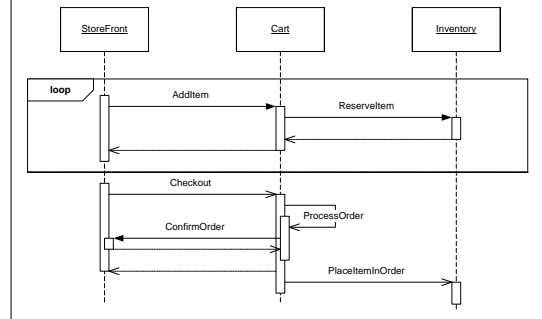 StoreFront Cart Inventory
loop
AddItem
ReserveItem
Checkout
ProcessOrder
ConfirmOrder
PlaceItemInOrder